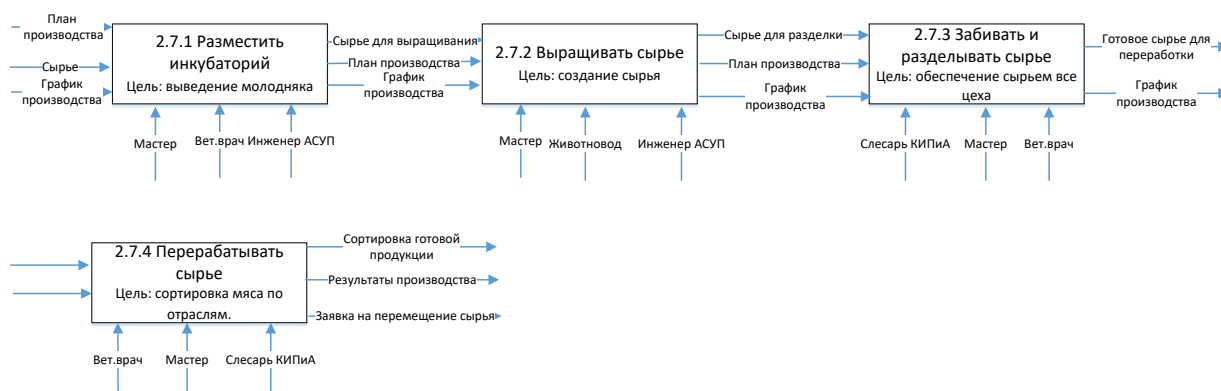 План
производства
Сырье
График
производства
2.7.1 Разместить
инкубаторий
Цель: выведение молодняка
Мастер
Вет.врач
Инженер АСУП
Сырье для выращивания
План производства
График
производства
2.7.2 Выращивать сырье
Цель: создание сырья
Мастер
Животновод
Инженер АСУП
Сырье для разделки
План производства
График
производства
2.7.3 Забивать и
разделывать сырье
Цель: обеспечение сырьем все
цеха
Слесарь КИПиА
Мастер
Вет.врач
Готовое сырье для
переработки
График
производства
2.7.4 Перерабатывать
сырье
Цель: сортировка мяса по
отраслям.
Вет.врач
Мастер
Слесарь КИПиА
Сортировка готовой
продукции
Результаты производства
Заявка на перемещение сырья